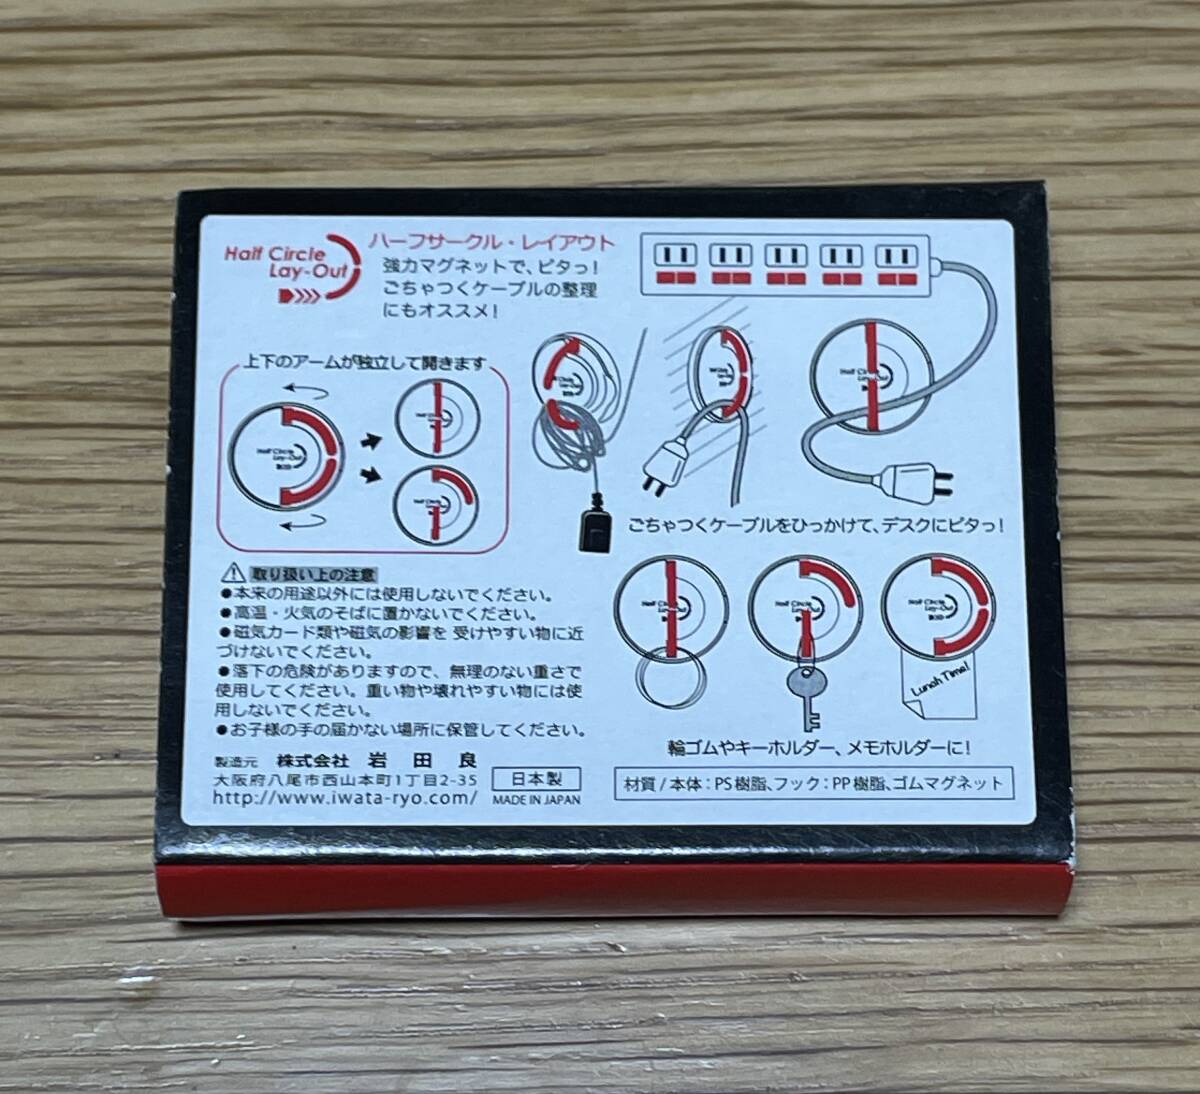 Half Circle
Lay-Out
ハーフサークル・レイアウト
強力マグネットで、ピタっ!
ごちゃつくケーブルの整理
にもオススメ!
上下のアームが独立して開きます
Half Circle
Lay-Out
ごちゃつくケーブルをひっかけて、デスクにピタっ!
取り扱い上の注意
●本来の用途以外には使用しないでください。
●高温・火気のそばに置かないでください。
●磁気カード類や磁気の影響を 受けやすい物に近
づけないでください。
●落下の危険がありますので、無理のない重さで
使用してください。重い物や壊れやすい物には使
用しないでください。
●お子様の手の届かない場所に保管してください。
Half Circle
Lay-Out
Half Circle
Lay-Out
Half Circle
Lay-Out
Lunch Time!
輪ゴムやキーホルダー、メモホルダーに!
製造元 株式会社 岩 田 良
大阪府八尾市西山本町1丁目2-35
http://www.iwata-ryo.com/
日本製
MADE IN JAPAN
材質/本体:PS樹脂、フック:PP樹脂、ゴムマグネット